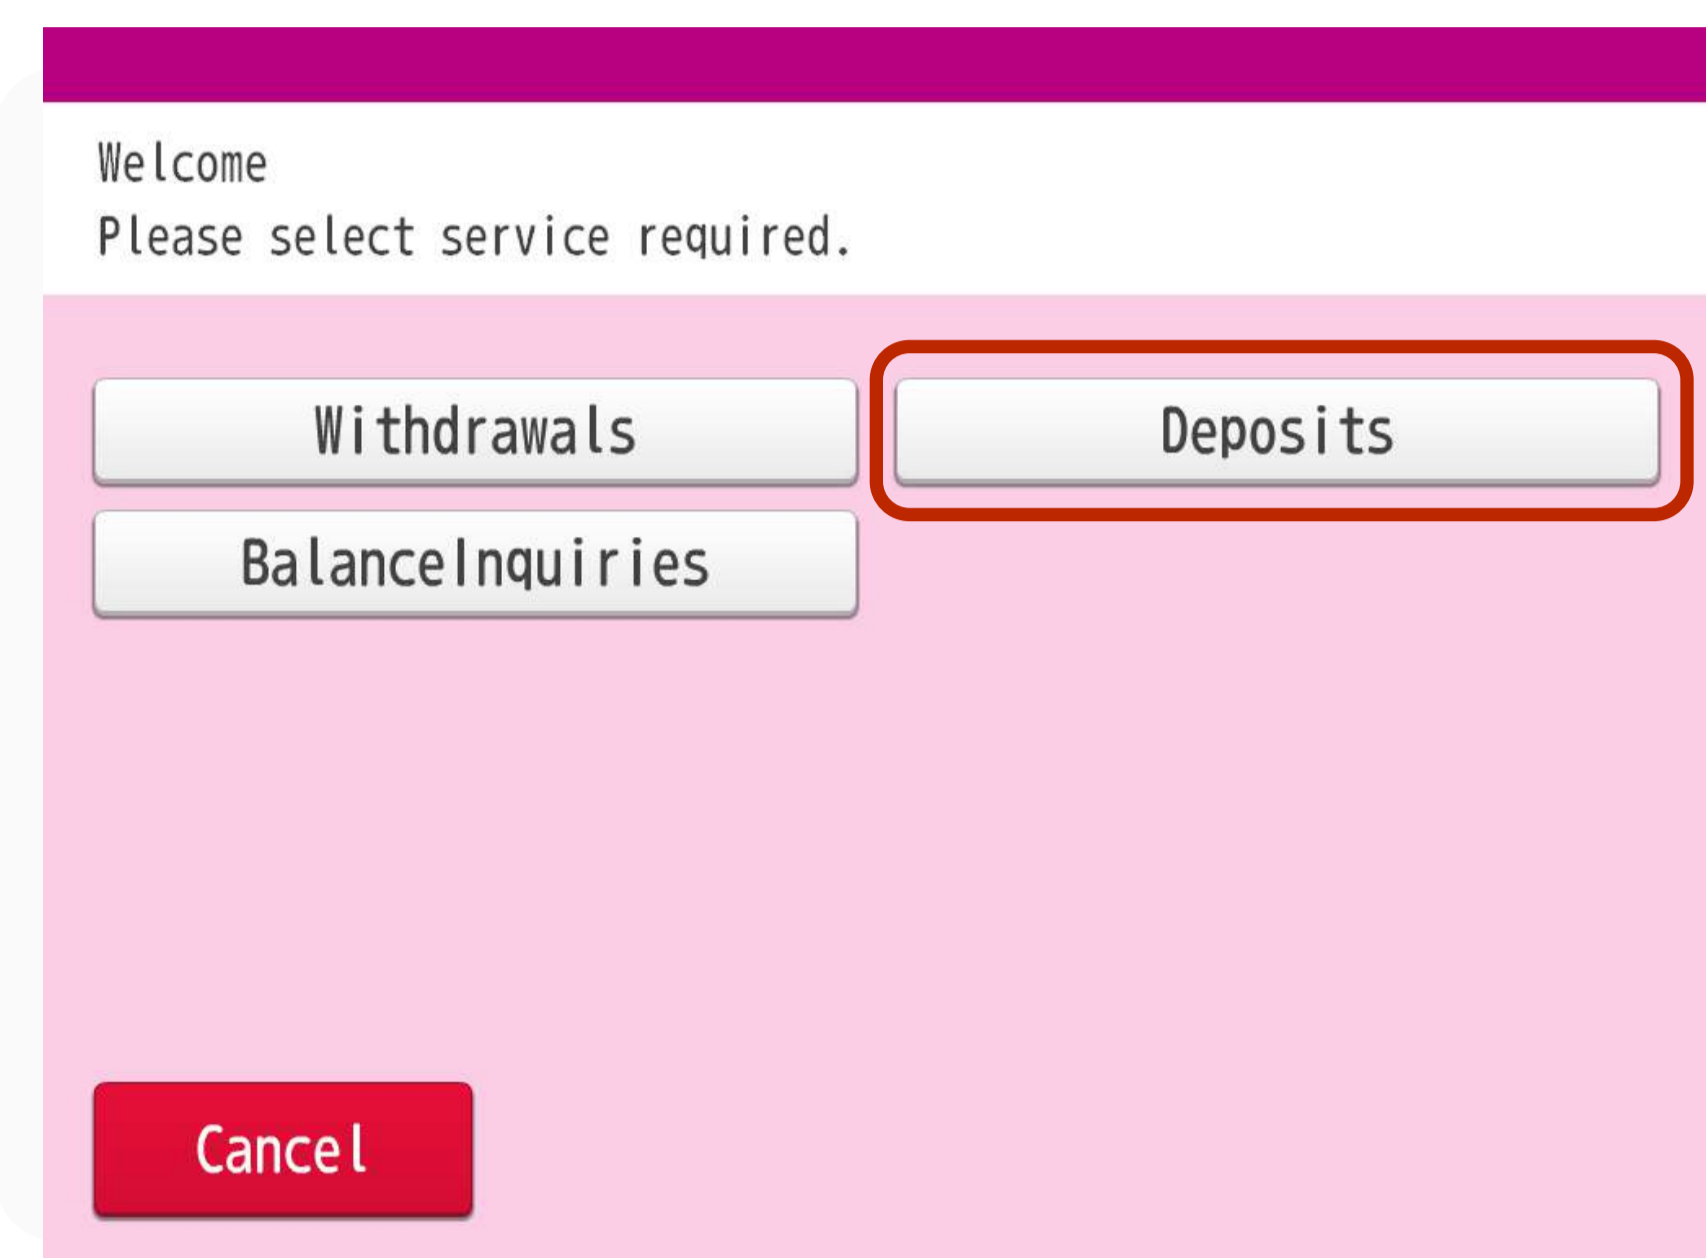 Welcome
Please select service required.
Withdrawals
Deposits
BalanceInquiries
Cancel